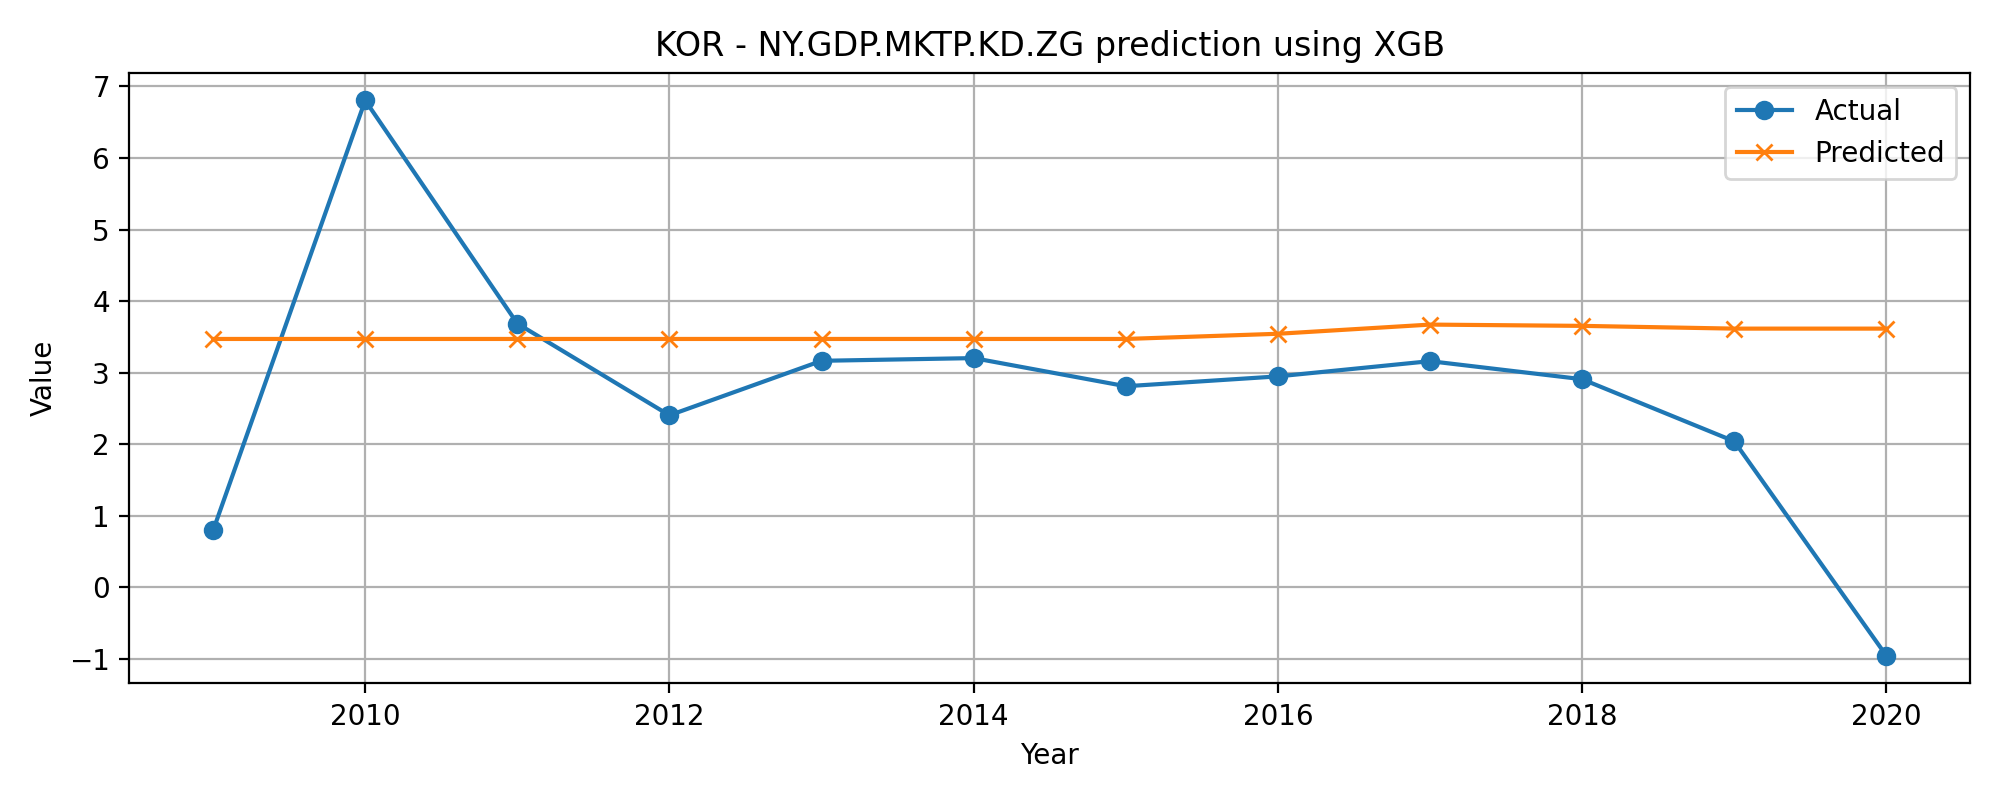 KOR - NY.GDP.MKTP.KD.ZG prediction using XGB
7
6
5
4
3
2
1
0
−1
Value
Actual
Predicted
2010 2012 2014 2016 2018 2020
Year